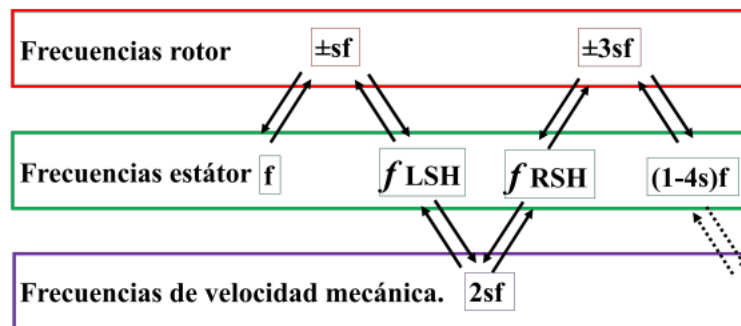 Frecuencias rotor ±sf ±3sf
Frecuencias estátor f f LSH f RSH (1-4s)f
Frecuencias de velocidad mecánica. 2sf